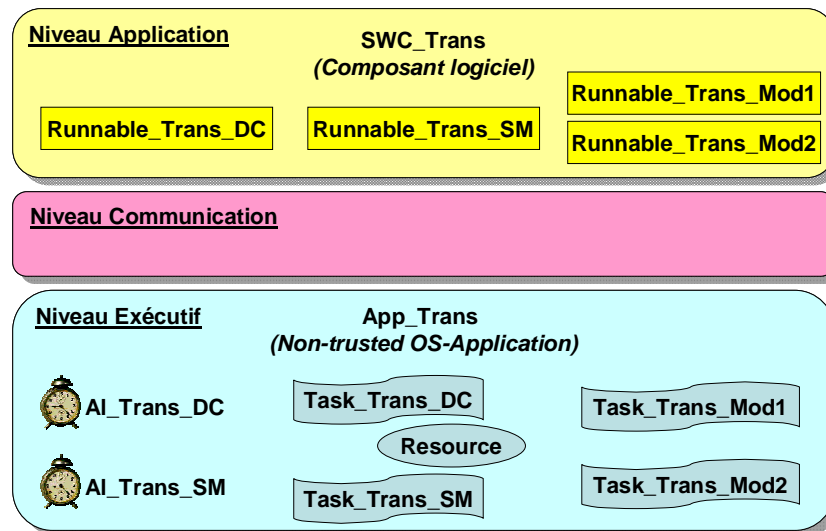 Niveau Application
SWC_Trans
(Composant logiciel)
Runnable_Trans_DC
Runnable_Trans_SM
Runnable_Trans_Mod1
Runnable_Trans_Mod2
Niveau Communication
Niveau Exécutif
App_Trans
(Non-trusted OS-Application)
Al_Trans_DC
Task_Trans_DC
Task_Trans_Mod1
Resource
Al_Trans_SM
Task_Trans_SM
Task_Trans_Mod2